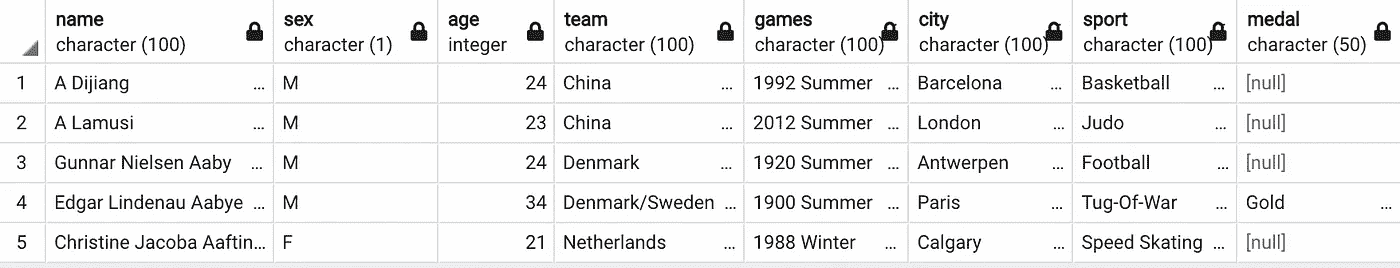 name sex age team games city sport medal
character (100) character (1) integer character (100) character (100) character (100) character (100) character (50)
1 A Dijiang ... M 24 China ... 1992 Summer ... Barcelona ... Basketball ... [null]
2 A Lamusi ... M 23 China ... 2012 Summer ... London ... Judo ... [null]
3 Gunnar Nielsen Aaby ... M 24 Denmark ... 1920 Summer ... Antwerpen ... Football ... [null]
4 Edgar Lindenau Aabye ... M 34 Denmark/Sweden ... 1900 Summer ... Paris ... Tug-Of-War ... Gold ...
5 Christine Jacoba Aaftin... F 21 Netherlands ... 1988 Winter ... Calgary ... Speed Skating ... [null]